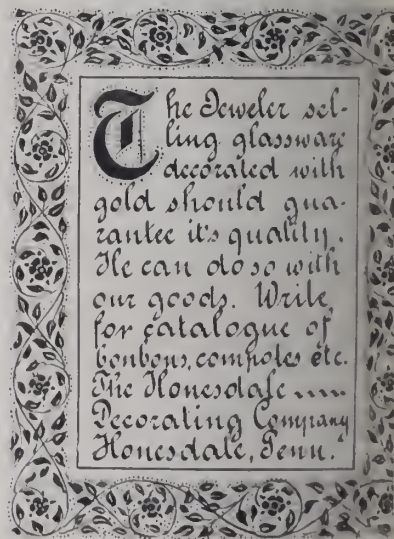 The Jeweler sel-
ling glassware
decorated with
gold should gua-
rantee it's quality.
He can do so with
our goods. Write
for catalogue of
bonbons, compotes etc.
The Honesdale ....
Decorating Company
Honesdale, Penn.